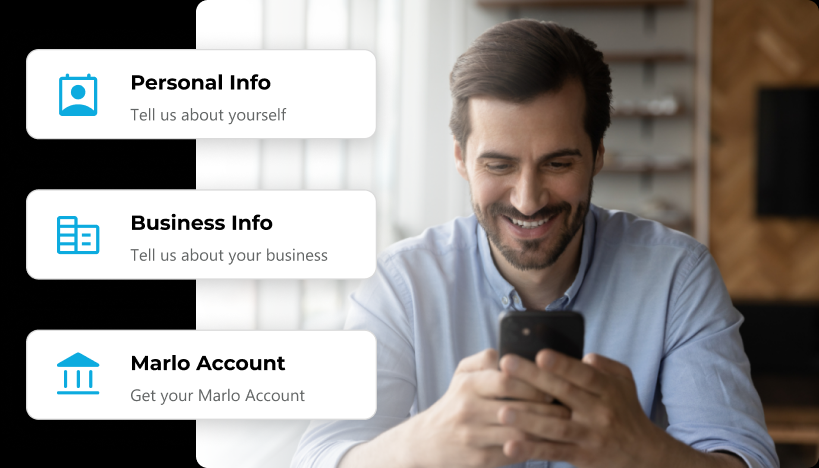 Personal Info
Tell us about yourself
Business Info
Tell us about your business
Marlo Account
Get your Marlo Account